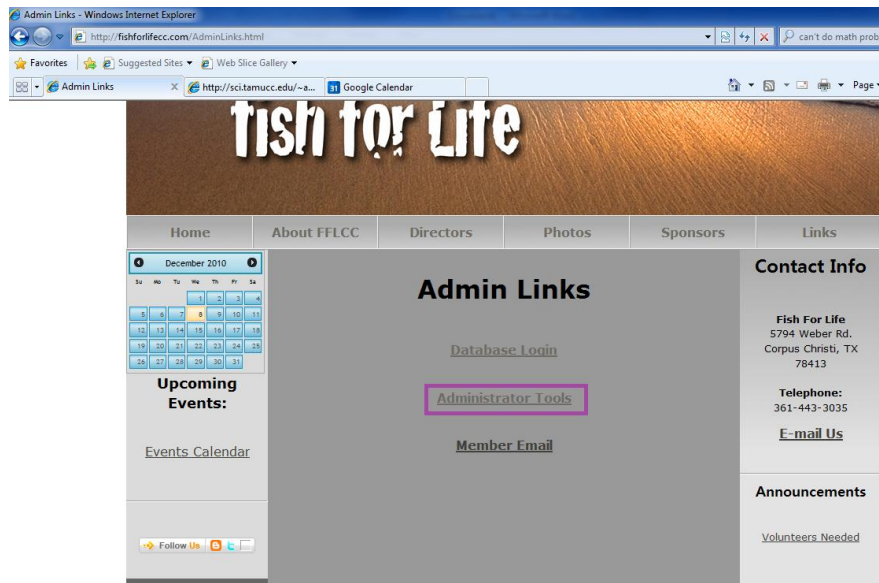 Admin Links - Windows Internet Explorer
http://fishforlifecc.com/AdminLinks.html
can't do math prob
Favorites
Suggested Sites
Web Slice Gallery
Admin Links
http://sci.tamucc.edu/~a...
31 Google Calendar
Page
fish for Life
Home
About FFLCC
Directors
Photos
Sponsors
Links
December 2010
Su Mo Tu We Th Fr Sa
1 2 3 4
5 6 7 8 9 10 11
12 13 14 15 16 17 18
19 20 21 22 23 24 25
26 27 28 29 30 31
Upcoming
Events:
Events Calendar
Follow Us
Admin Links
Database Login
Administrator Tools
Member Email
Contact Info
Fish For Life
5794 Weber Rd.
Corpus Christi, TX
78413
Telephone:
361-443-3035
E-mail Us
Announcements
Volunteers Needed